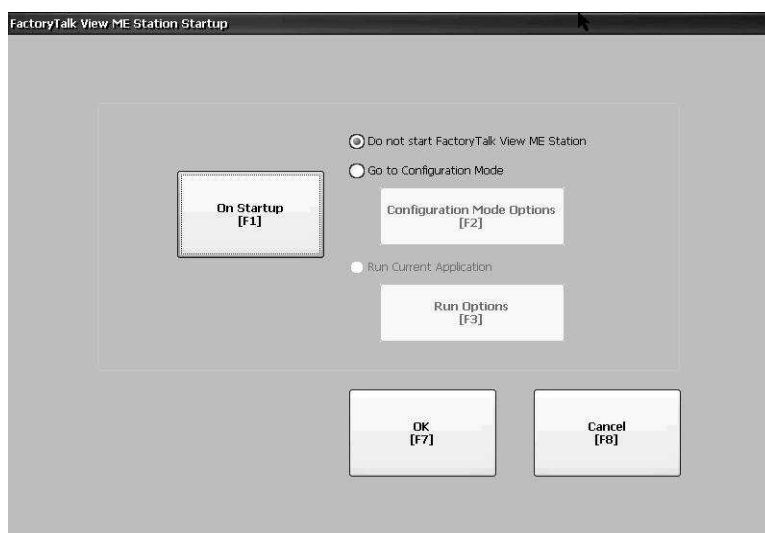 FactoryTalk View ME Station Startup
Do not start FactoryTalk View ME Station
Go to Configuration Mode
On Startup
[F1]
Configuration Mode Options
[F2]
Run Current Application
Run Options
[F3]
OK
[F7]
Cancel
[F8]